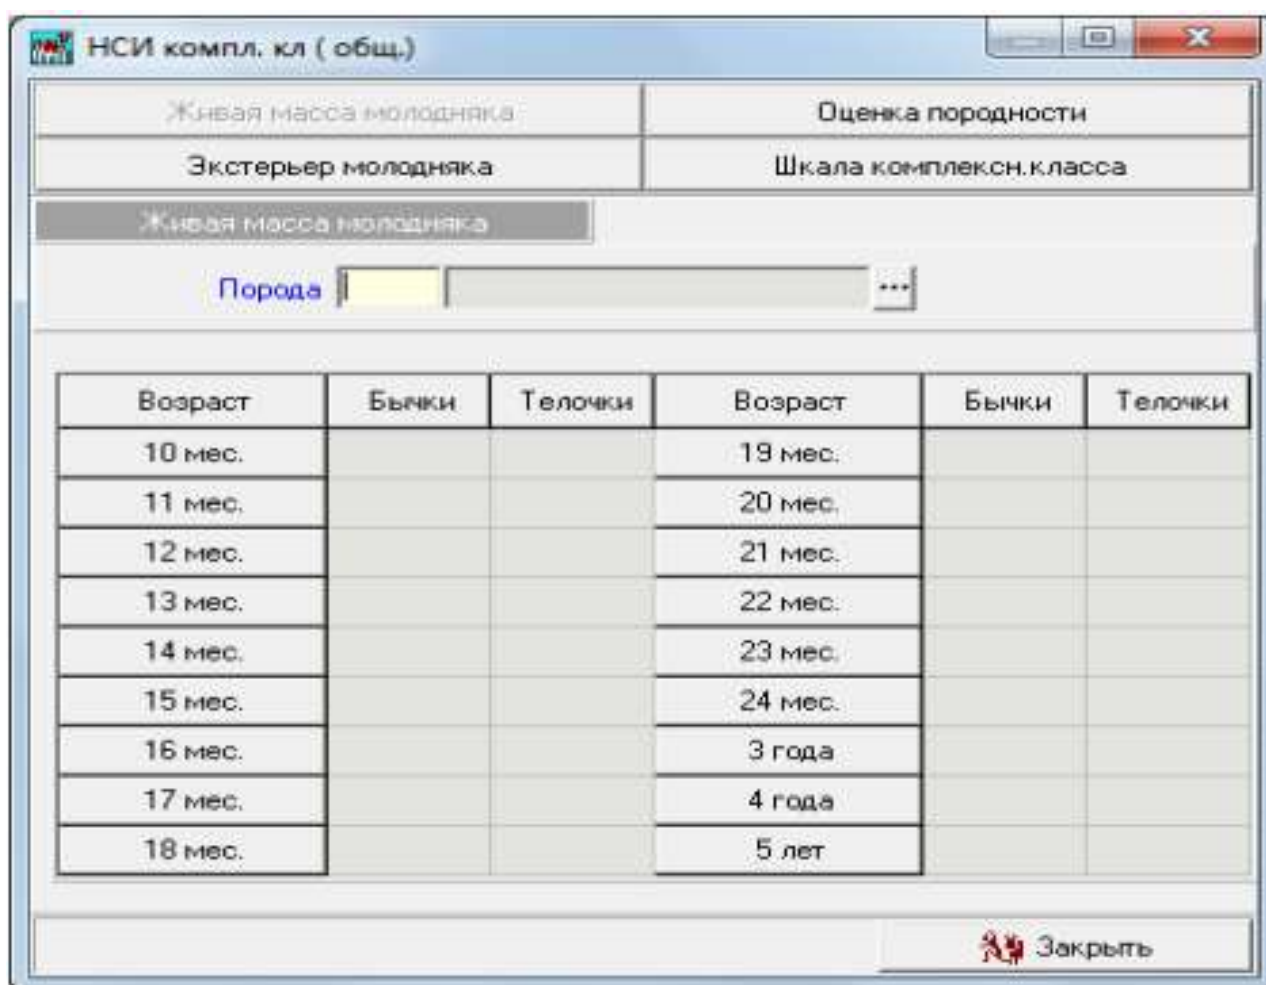 НСИ компл. кл ( общ.)
Живая масса молодняка Оценка породности
Экстерьер молодняка Шкала комплексн.класса
Живая масса молодняка
Порода ...
Возраст Бычки Телочки Возраст Бычки Телочки
10 мес. 19 мес.
11 мес. 20 мес.
12 мес. 21 мес.
13 мес. 22 мес.
14 мес. 23 мес.
15 мес. 24 мес.
16 мес. 3 года
17 мес. 4 года
18 мес. 5 лет
Закрыть